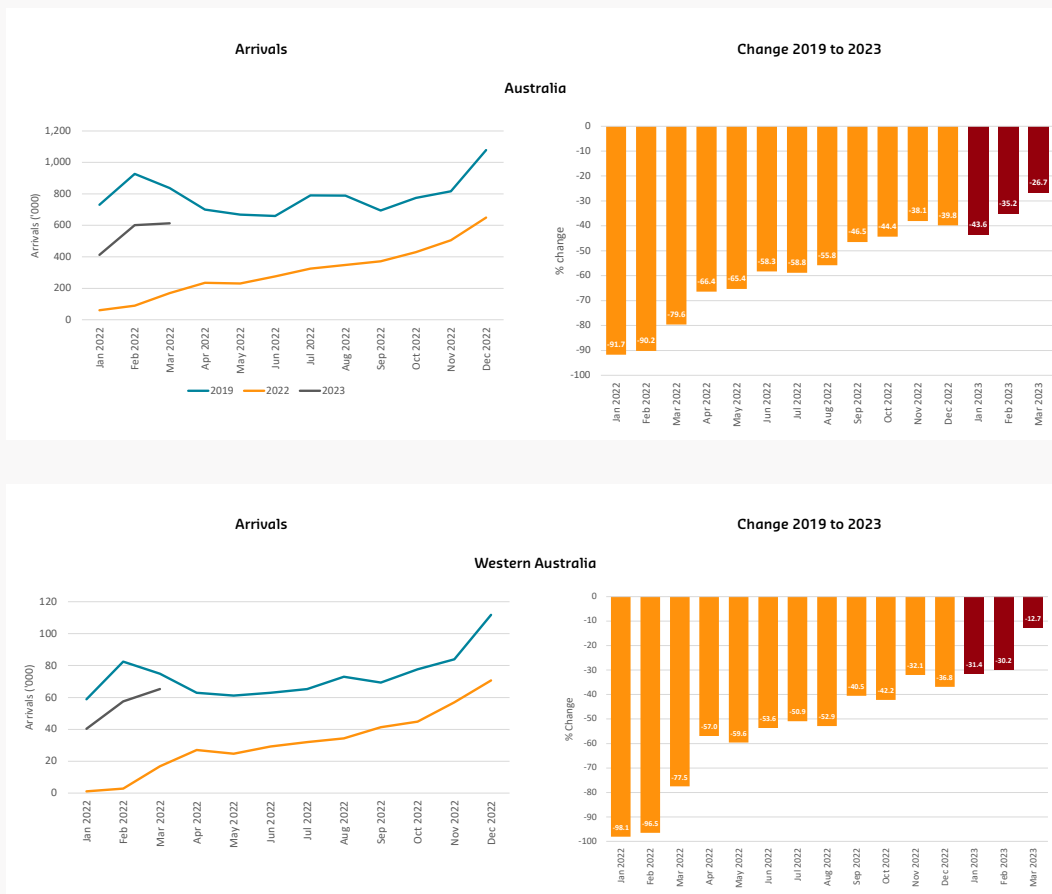 Arrivals
Change 2019 to 2023
Australia
Arrivals ('000)
1,200
1,000
800
600
400
200
0
Jan 2022
Feb 2022
Mar 2022
Apr 2022
May 2022
Jun 2022
Jul 2022
Aug 2022
Sep 2022
Oct 2022
Nov 2022
Dec 2022
2019 2022 2023
% change
0
-10
-20
-30
-40
-50
-60
-70
-80
-90
-100
-91.7
-90.2
-79.6
-66.4
-65.4
-58.3
-58.8
-55.8
-46.5
-44.4
-38.1
-39.8
-43.6
-35.2
-26.7
Jan 2022
Feb 2022
Mar 2022
Apr 2022
May 2022
Jun 2022
Jul 2022
Aug 2022
Sep 2022
Oct 2022
Nov 2022
Dec 2022
Jan 2023
Feb 2023
Mar 2023
Arrivals
Change 2019 to 2023
Western Australia
Arrivals ('000)
120
100
80
60
40
20
0
Jan 2022
Feb 2022
Mar 2022
Apr 2022
May 2022
Jun 2022
Jul 2022
Aug 2022
Sep 2022
Oct 2022
Nov 2022
Dec 2022
% Change
0
-10
-20
-30
-40
-50
-60
-70
-80
-90
-100
-98.1
-96.5
-77.5
-57.0
-59.6
-53.6
-50.9
-52.9
-40.5
-42.2
-32.1
-36.8
-31.4
-30.2
-12.7
Jan 2022
Feb 2022
Mar 2022
Apr 2022
May 2022
Jun 2022
Jul 2022
Aug 2022
Sep 2022
Oct 2022
Nov 2022
Dec 2022
Jan 2023
Feb 2023
Mar 2023